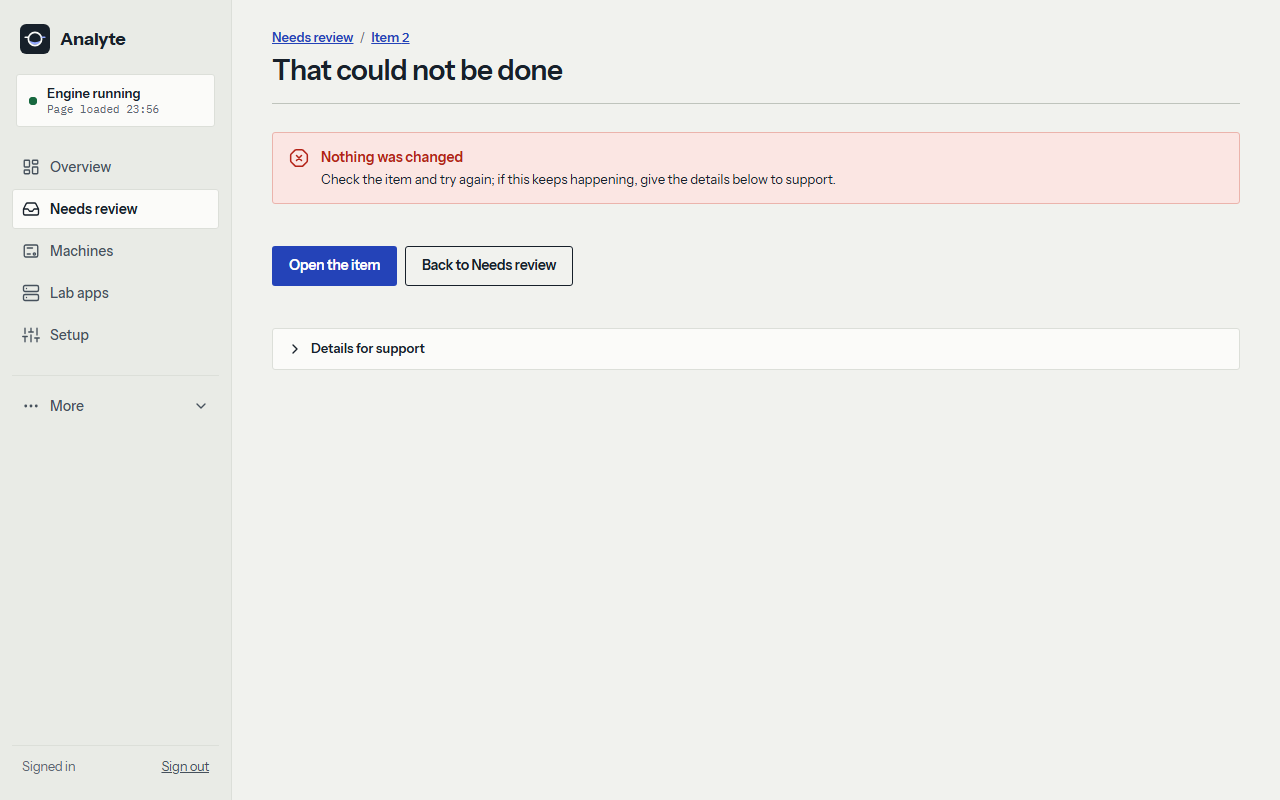 Analyte
Engine running
Page loaded 23:56
Overview
Needs review
Machines
Lab apps
Setup
More
Signed in
Sign out
Needs review / Item 2
That could not be done
Nothing was changed
Check the item and try again; if this keeps happening, give the details below to support.
Open the item
Back to Needs review
Details for support